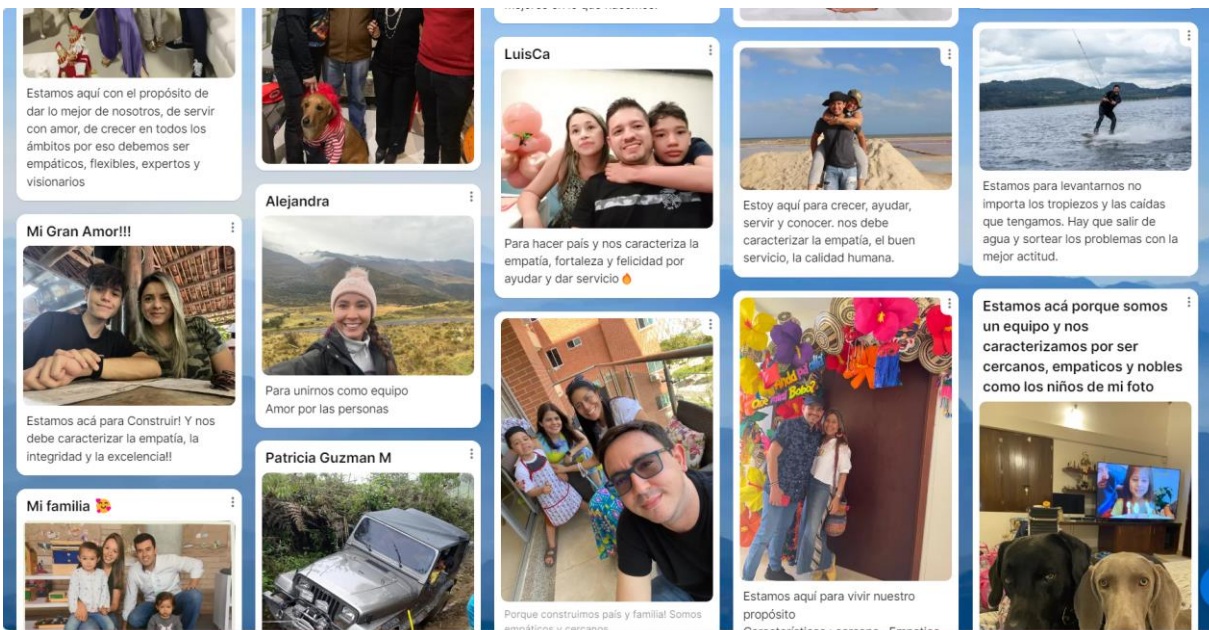 Estamos aquí con el propósito de
dar lo mejor de nosotros, de servir
con amor, de crecer en todos los
ámbitos por eso debemos ser
empáticos, flexibles, expertos y
visionarios
Mi Gran Amor!!!
Estamos acá para Construir! Y nos
debe caracterizar la empatía, la
integridad y la excelencia!!
Mi familia 🥰
Alejandra
Para unirnos como equipo
Amor por las personas
Patricia Guzman M
mejores en lo que hacemos.
LuisCa
Para hacer país y nos caracteriza la
empatía, fortaleza y felicidad por
ayudar y dar servicio🔥
Porque construimos país y familia! Somos
empáticos y cercanos
Estoy aquí para crecer, ayudar,
servir y conocer. nos debe
caracterizar la empatía, el buen
servicio, la calidad humana.
Estamos aquí para vivir nuestro
propósito
Estamos para levantarnos no
importa los tropiezos y las caídas
que tengamos. Hay que salir de
agua y sortear los problemas con la
mejor actitud.
Estamos acá porque somos
un equipo y nos
caracterizamos por ser
cercanos, empaticos y nobles
como los niños de mi foto